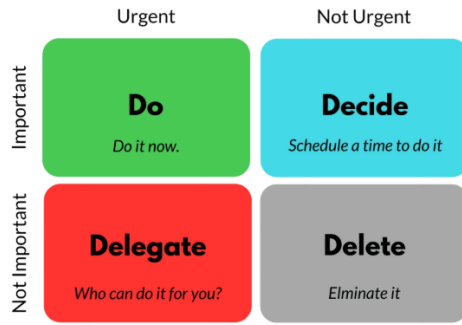 Urgent
Not Urgent
Important
Do
Do it now.
Decide
Schedule a time to do it
Not Important
Delegate
Who can do it for you?
Delete
Elminate it